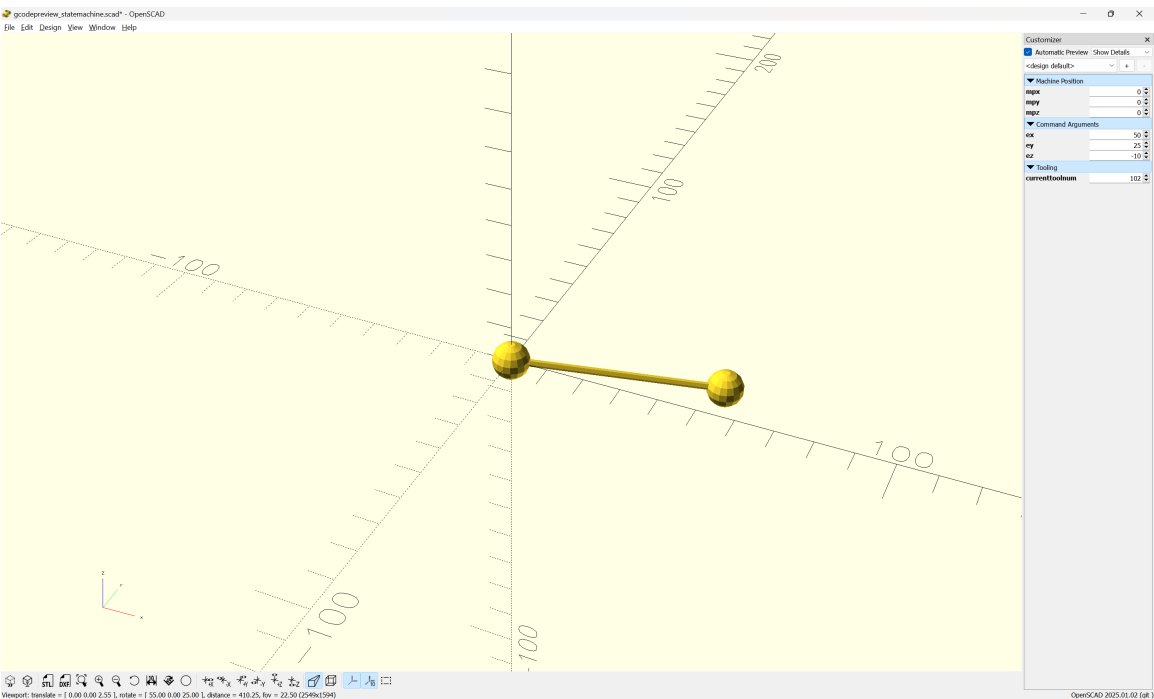 gcodepreview_statemachine.scad* - OpenSCAD
File Edit Design View Window Help
Customizer
Automatic Preview Show Details
<design default> + -
Machine Position
mpx 0
mpy 0
mpz 0
Command Arguments
ex 50
ey 25
ez -10
Tooling
currenttoolnum 102
200
100
-100
100
-100
-100
z
y
x
STL DXF
Viewport: translate = [ 0.00 0.00 2.55 ], rotate = [ 55.00 0.00 25.00 ], distance = 410.25, fov = 22.50 (2549x1594)
OpenSCAD 2025.01.02 (git )